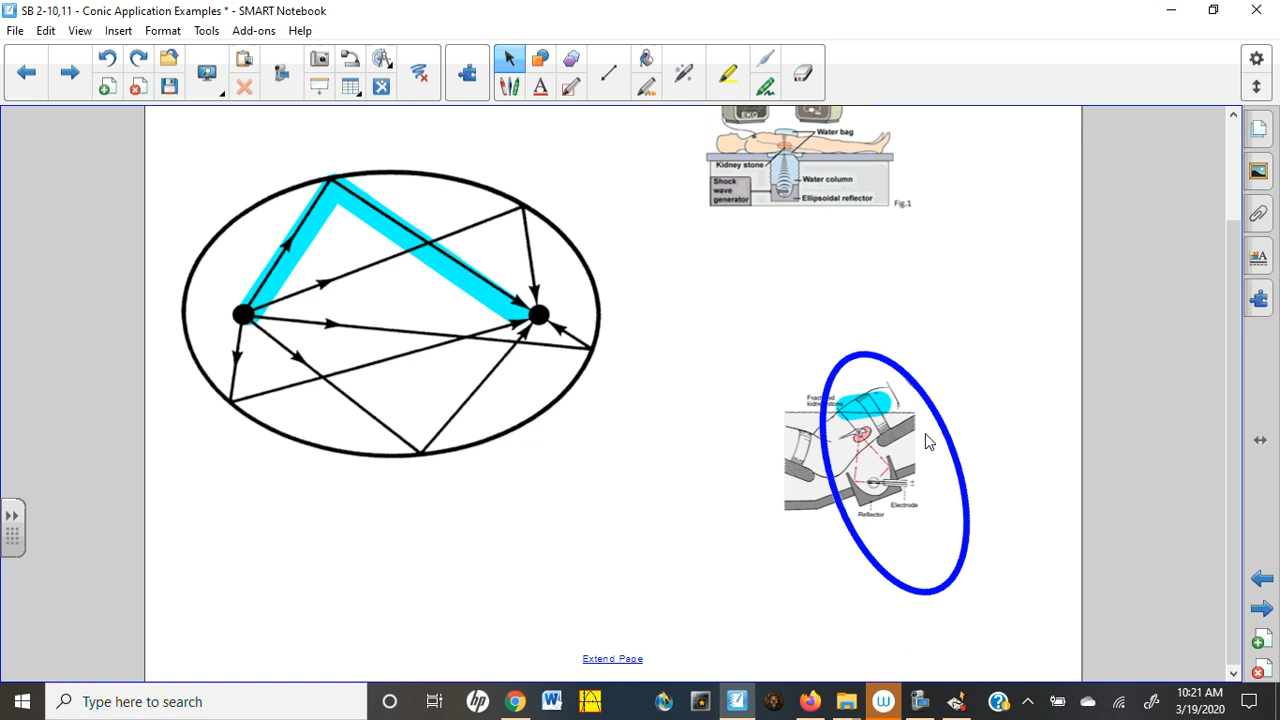 SB 2-10,11 - Conic Application Examples * - SMART Notebook
File Edit View Insert Format Tools Add-ons Help
EKG
Water bag
Kidney stone
Water column
Shock wave generator
Ellipsoidal reflector
Fig.1
Electrode
Reflector
Extend Page
Type here to search
10:21 AM
3/19/2020